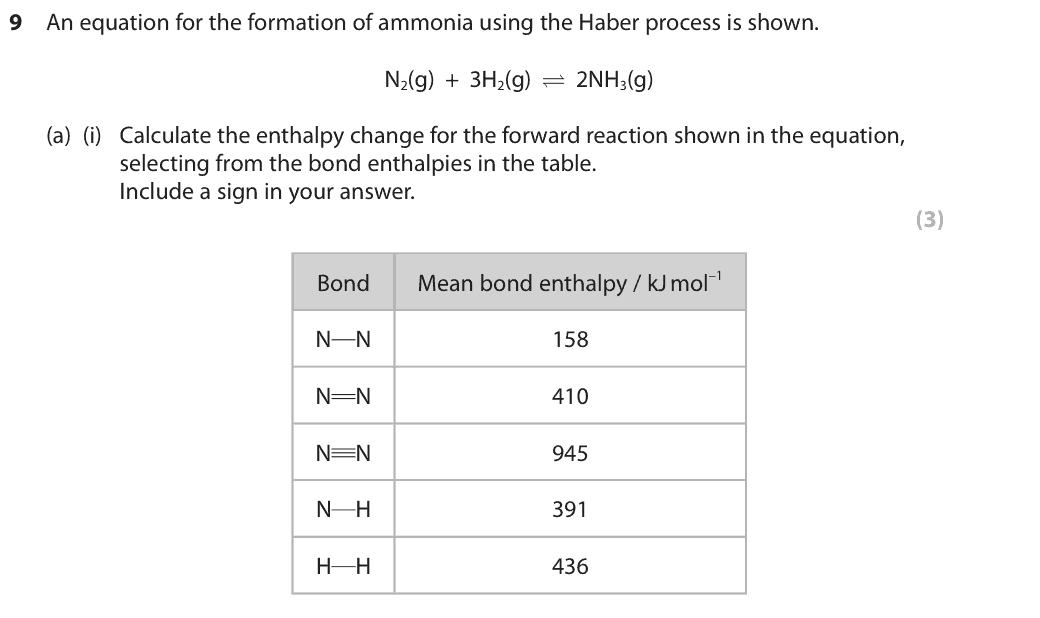 9 An equation for the formation of ammonia using the Haber process is shown.
N₂(g) + 3H₂(g) ⇌ 2NH₃(g)
(a) (i) Calculate the enthalpy change for the forward reaction shown in the equation,
selecting from the bond enthalpies in the table.
Include a sign in your answer.
(3)
Bond Mean bond enthalpy / kJ mol⁻¹
N—N 158
N=N 410
N≡N 945
N—H 391
H—H 436